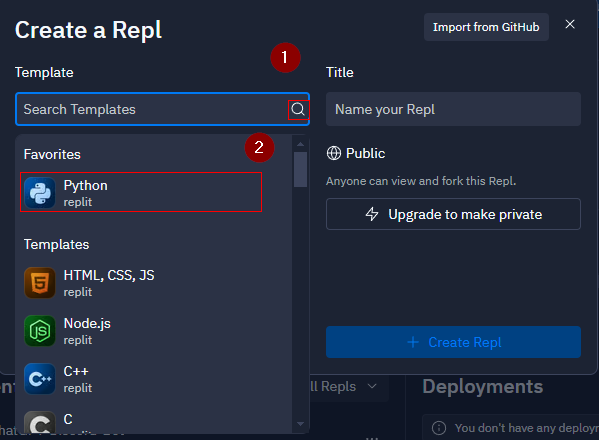 Create a Repl
Import from GitHub
1
Template
Title
Search Templates
Name your Repl
2
Favorites
Python
replit
Public
Anyone can view and fork this Repl.
Upgrade to make private
Templates
HTML, CSS, JS
replit
Node.js
replit
C++
replit
Create Repl
C
ll Repls
Deployments
You don't have any deploym